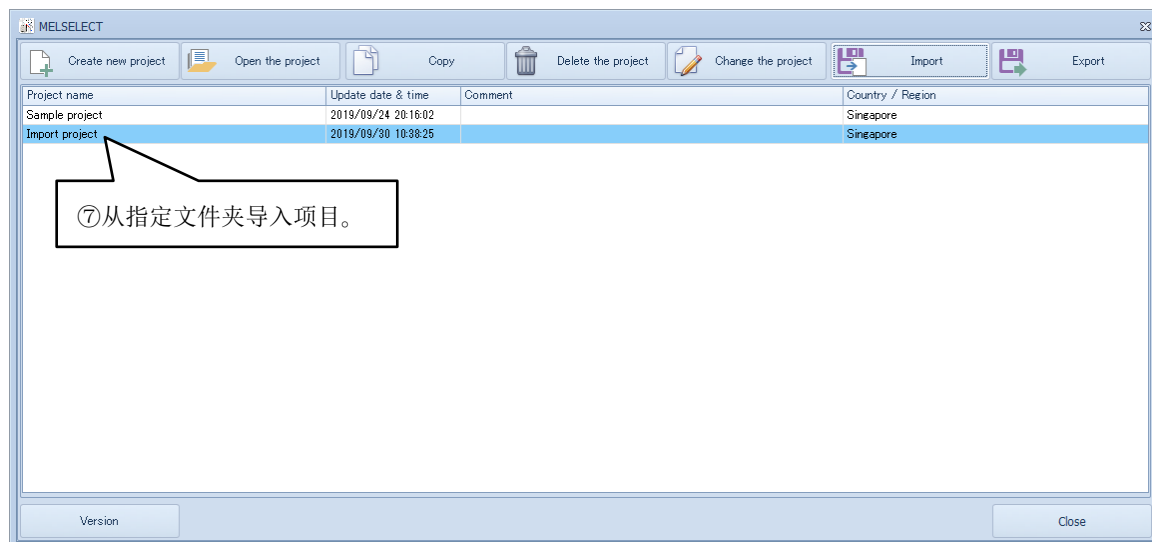 MELSELECT
Create new project Open the project Copy Delete the project Change the project Import Export
Project name Update date & time Comment Country / Region
Sample project 2019/09/24 20:16:02 Singapore
Import project 2019/09/30 10:38:25 Singapore
⑦从指定文件夹导入项目。
Version Close